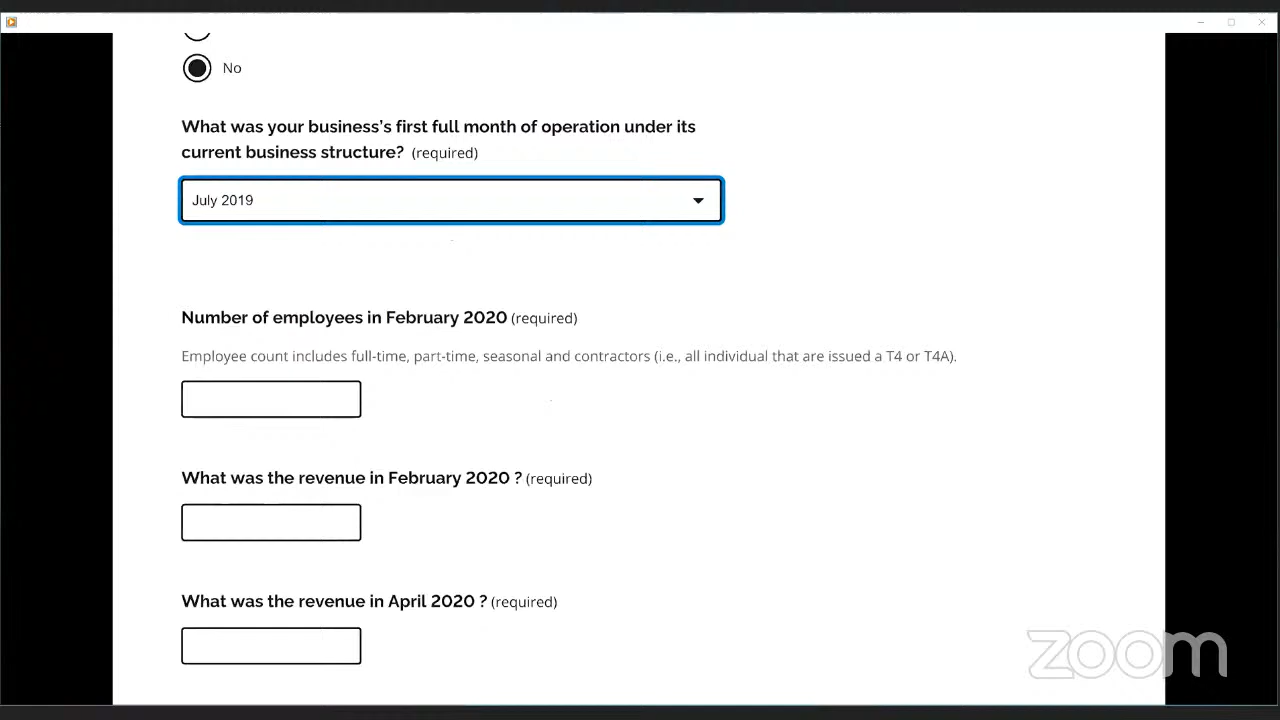 No
What was your business's first full month of operation under its
current business structure? (required)
July 2019
Number of employees in February 2020 (required)
Employee count includes full-time, part-time, seasonal and contractors (i.e., all individual that are issued a T4 or T4A).
What was the revenue in February 2020 ? (required)
What was the revenue in April 2020 ? (required)
zoom